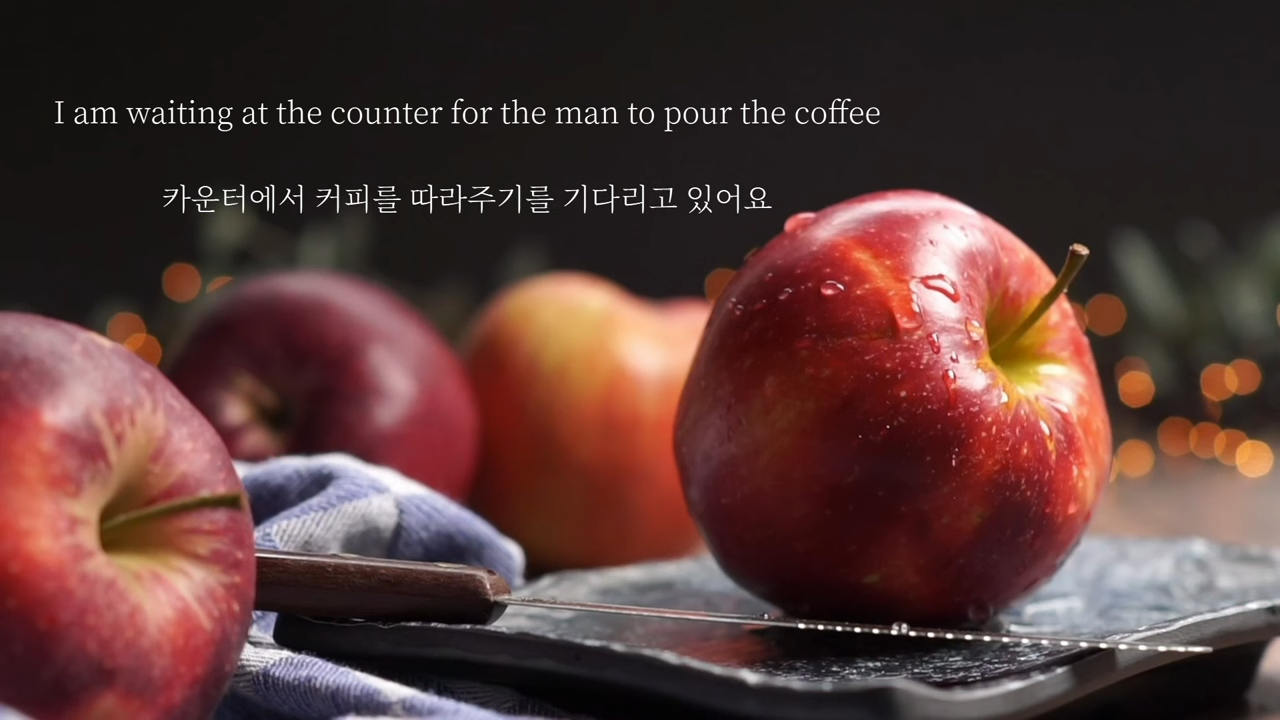 I am waiting at the counter for the man to pour the coffee
카운터에서 커피를 따라주기를 기다리고 있어요